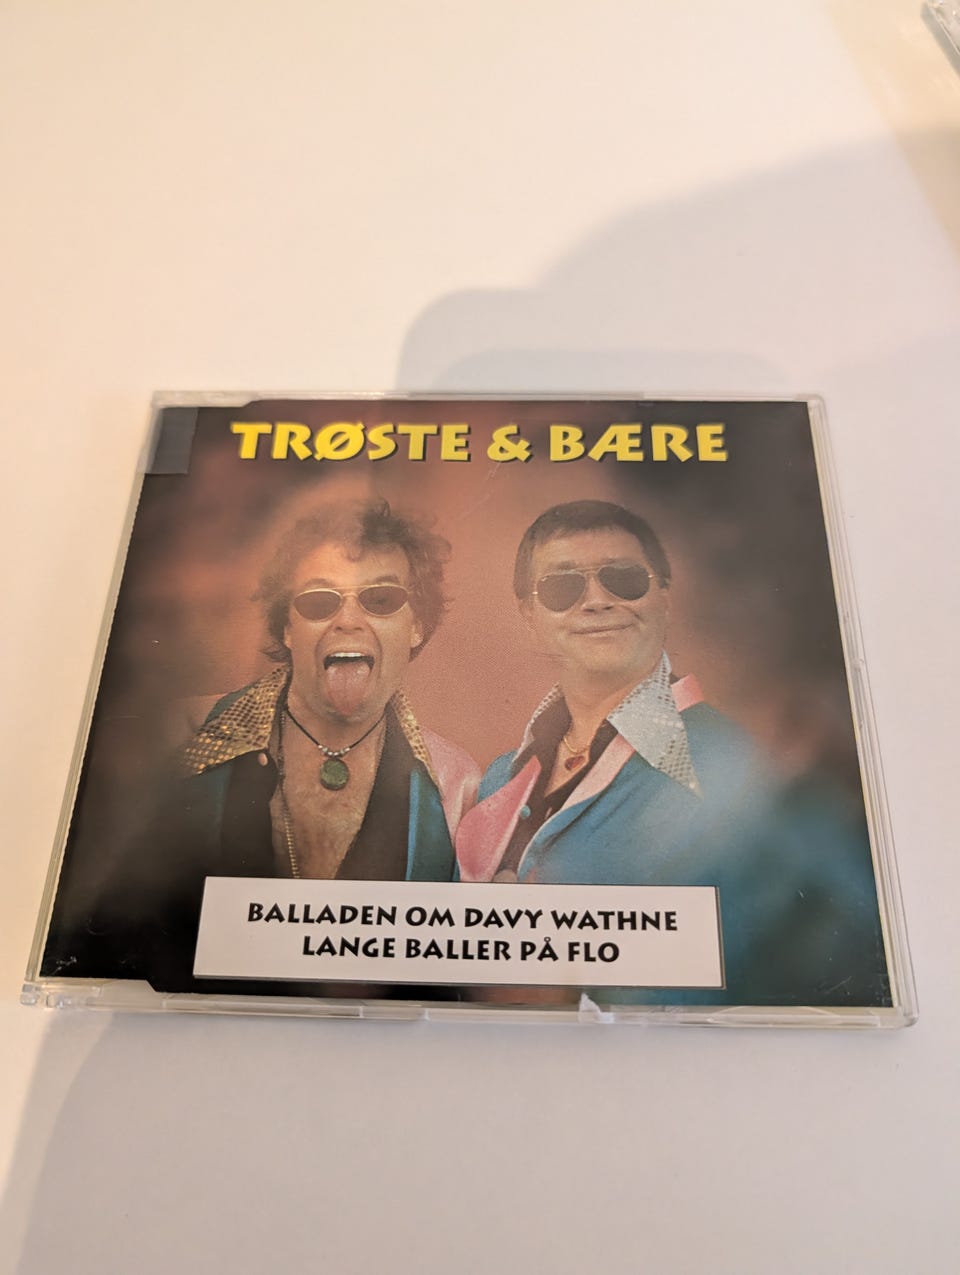 TRØSTE & BÆRE
BALLADEN OM DAVY WATHNE
LANGE BALLER PÅ FLO